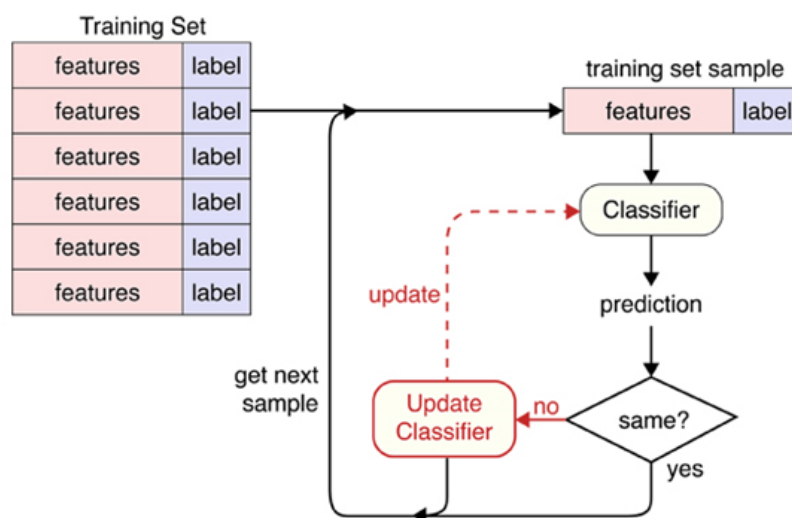 Training Set
features label
features label
features label
features label
features label
features label
training set sample
features label
Classifier
update
prediction
get next
sample
Update
Classifier
no
same?
yes